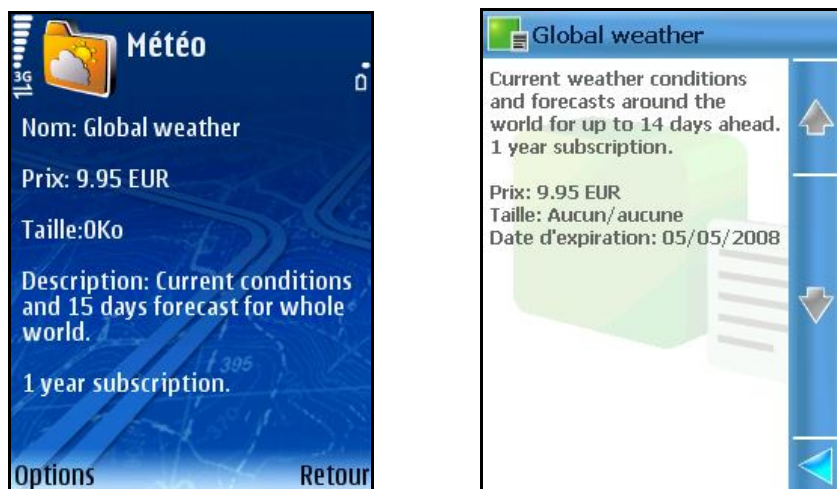 Météo
3G
Nom: Global weather
Prix: 9.95 EUR
Taille:0Ko
Description: Current conditions
and 15 days forecast for whole
world.
395
1 year subscription.
Options Retour
Global weather
Current weather conditions
and forecasts around the
world for up to 14 days ahead.
1 year subscription.
Prix: 9.95 EUR
Taille: Aucun/aucune
Date d'expiration: 05/05/2008